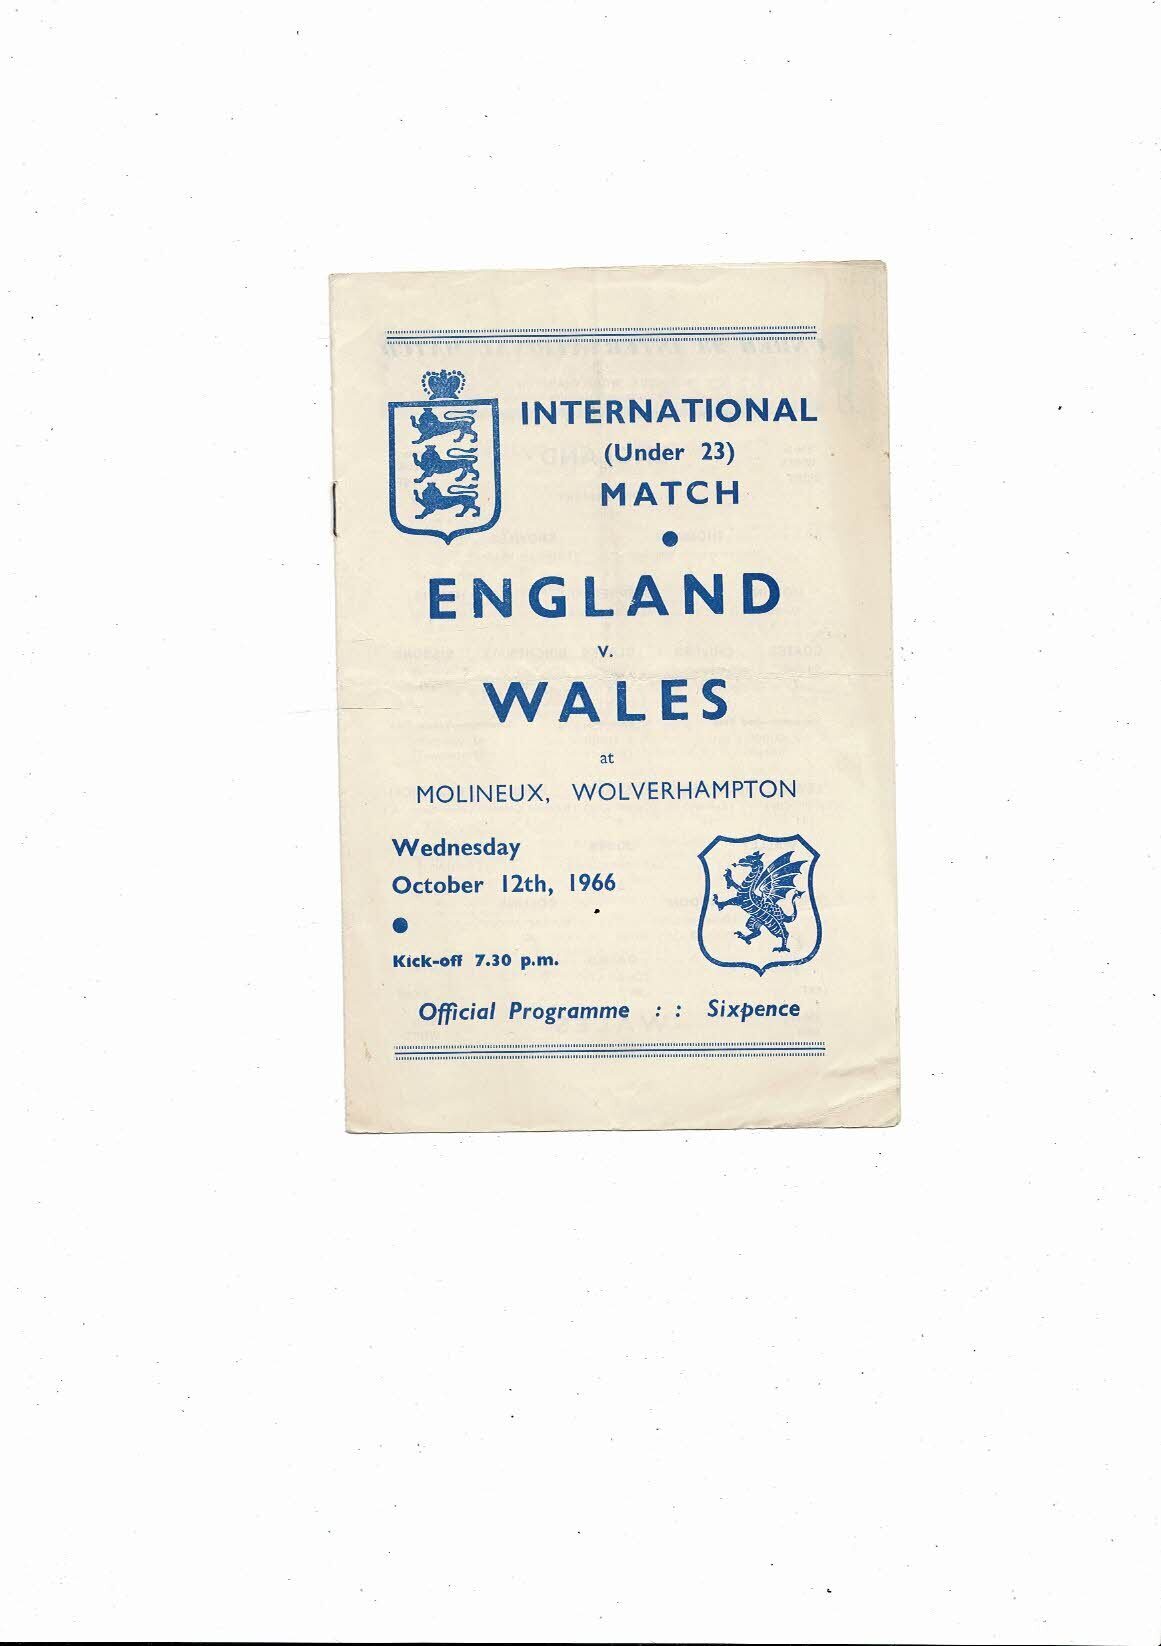 INTERNATIONAL
(Under 23)
MATCH
ENGLAND
v.
WALES
at
MOLINEUX, WOLVERHAMPTON
Wednesday
October 12th, 1966
Kick-off 7.30 p.m.
Official Programme : : Sixpence